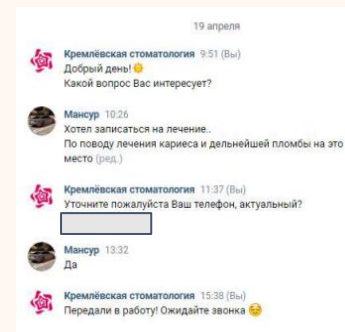 19 апреля
Кремлёвская стоматология 9:51 (Вы)
Добрый день!
Какой вопрос Вас интересует?
Мансур 10:26
Хотел записаться на лечение..
По поводу лечения кариеса и дельнейшей пломбы на это
место (ред.)
Кремлёвская стоматология 11:37 (Вы)
Уточните пожалуйста Ваш телефон, актуальный?
Мансур 13:32
Да
Кремлёвская стоматология 15:38 (Вы)
Передали в работу! Ожидайте звонка